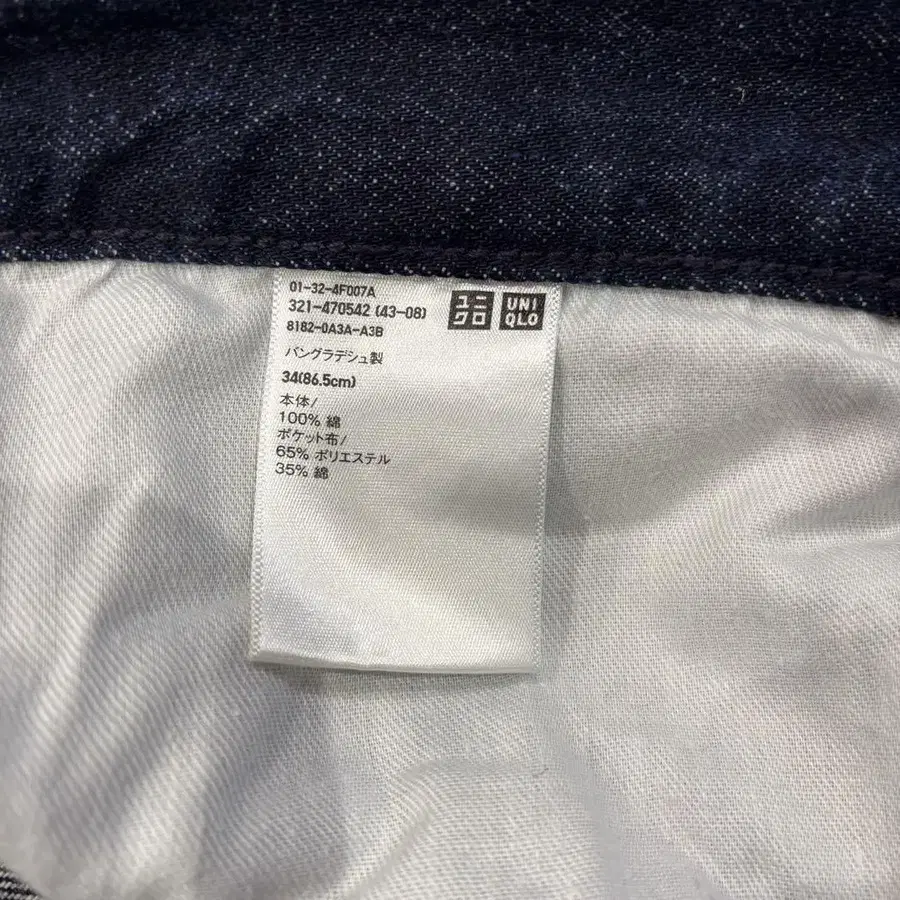 01-32-4F007A
321-470542 (43-08)
8182-0A3A-A3B
ユニ
クロ
UNI
QLO
バングラデシュ製
34(86.5cm)
本体/
100% 綿
ポケット布/
65% ポリエステル
35% 綿